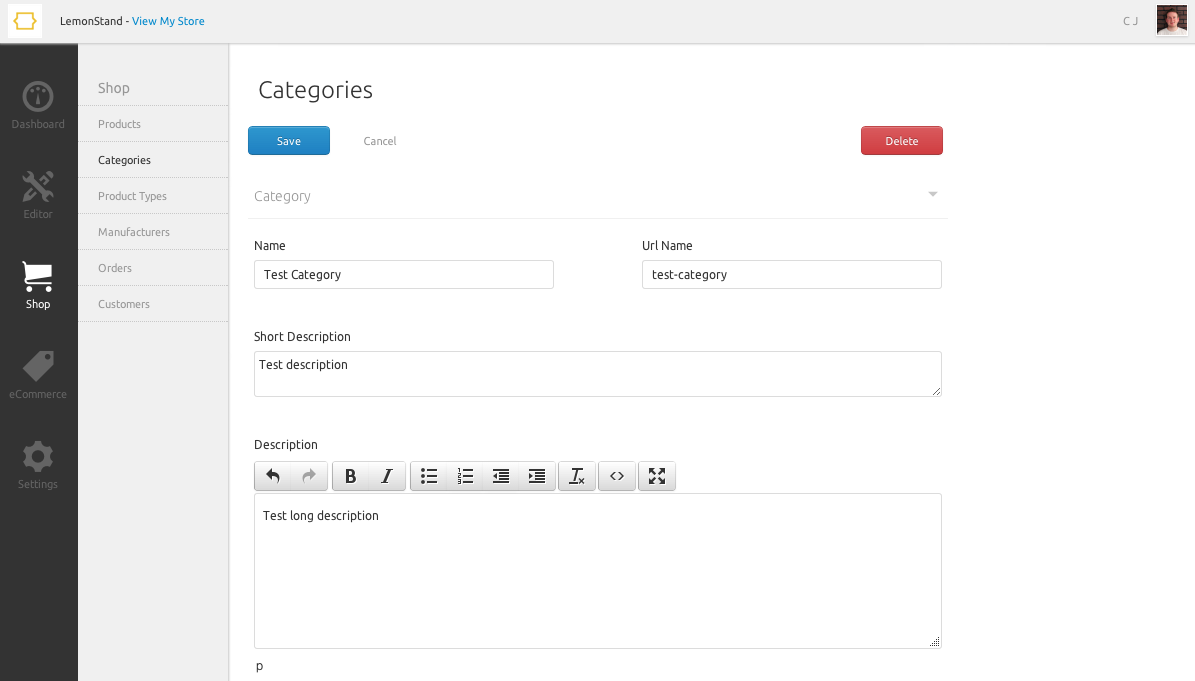 LemonStand - View My Store
C J
Dashboard
Editor
Shop
eCommerce
Settings
Shop
Products
Categories
Product Types
Manufacturers
Orders
Customers
Categories
Save
Cancel
Delete
Category
Name
Url Name
Test Category
test-category
Short Description
Test description
Description
B I
Test long description
p